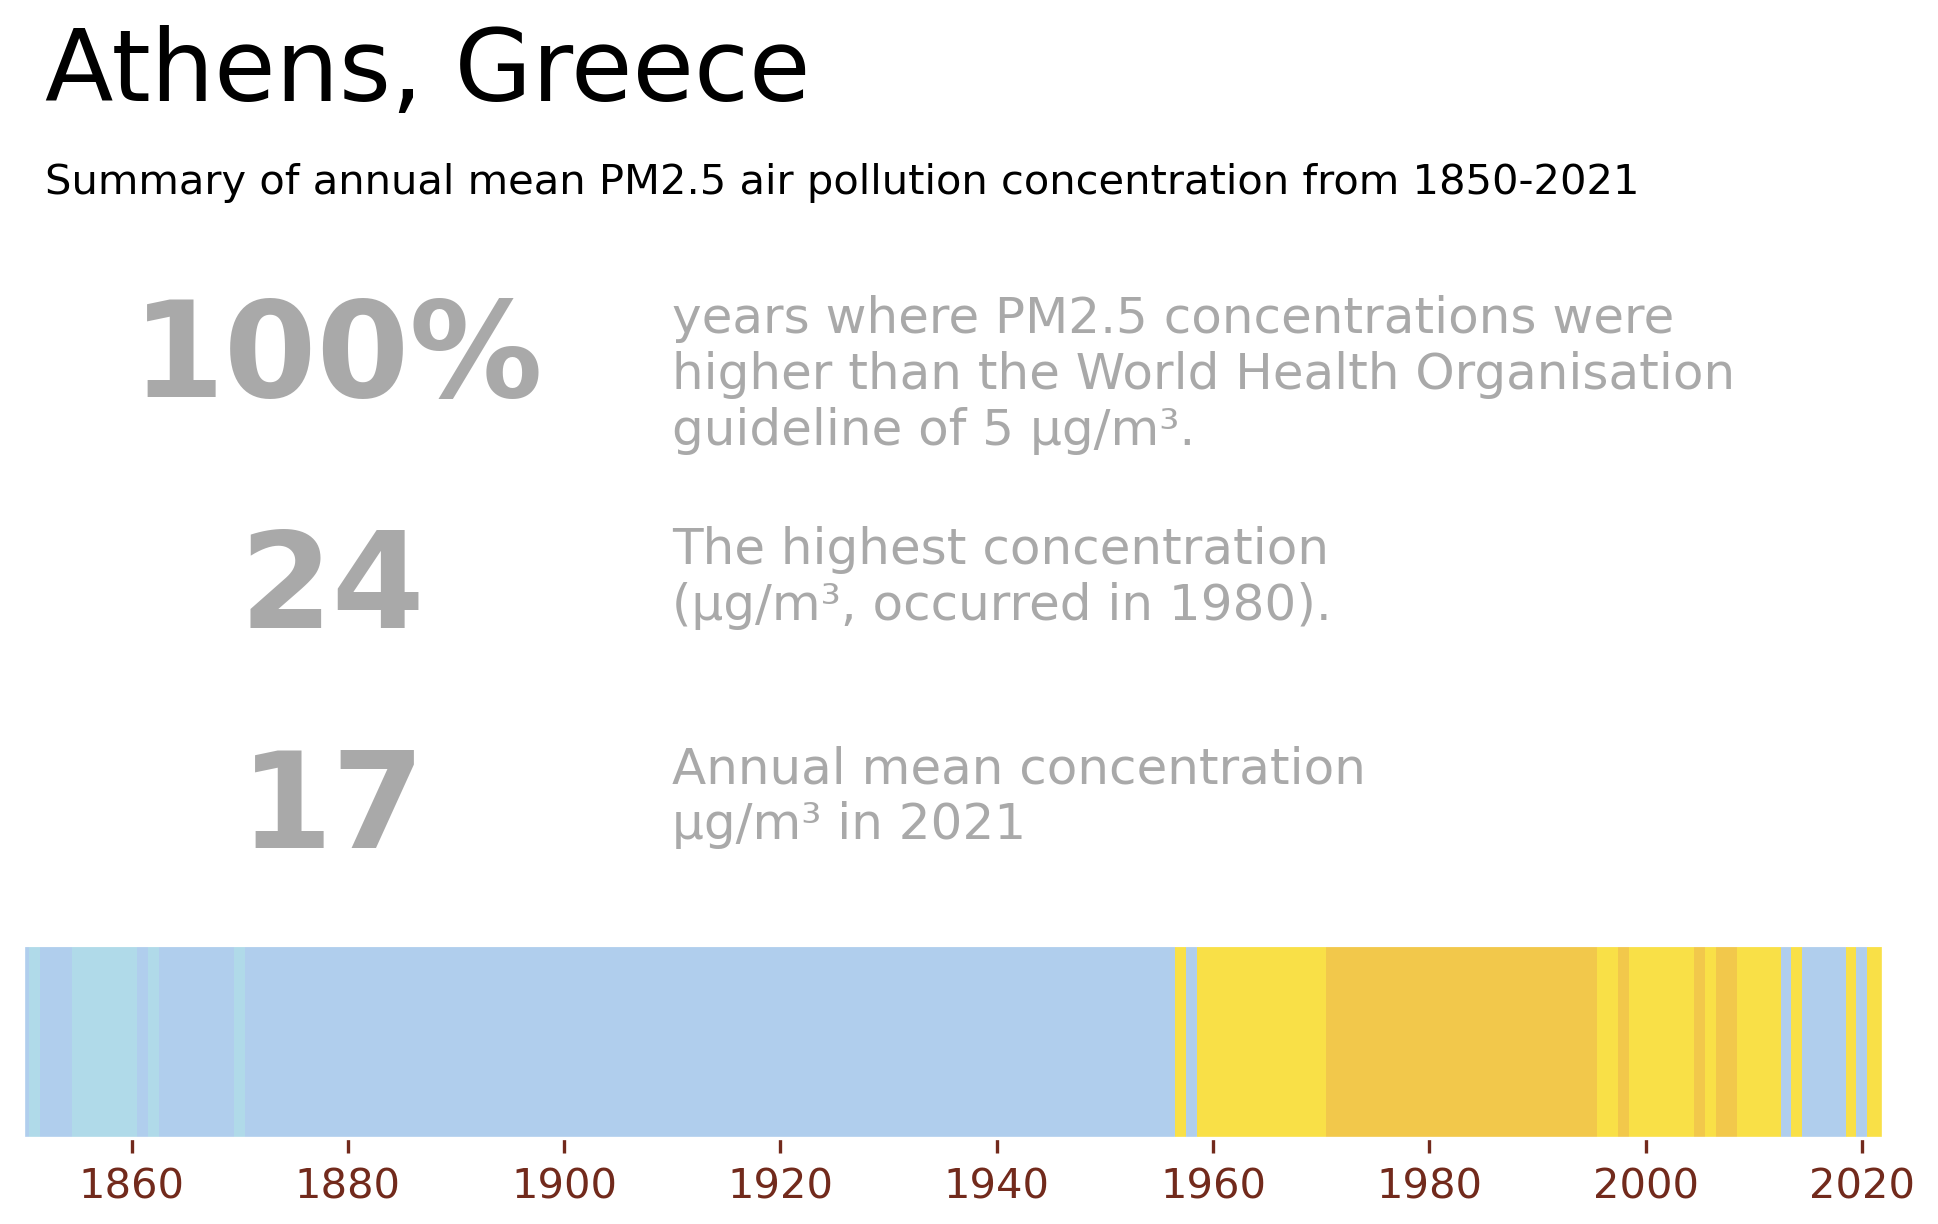 Athens, Greece
Summary of annual mean PM2.5 air pollution concentration from 1850-2021
100%
years where PM2.5 concentrations were
higher than the World Health Organisation
guideline of 5 µg/m³.
24
The highest concentration
(µg/m³, occurred in 1980).
17
Annual mean concentration
µg/m³ in 2021
1860 1880 1900 1920 1940 1960 1980 2000 2020